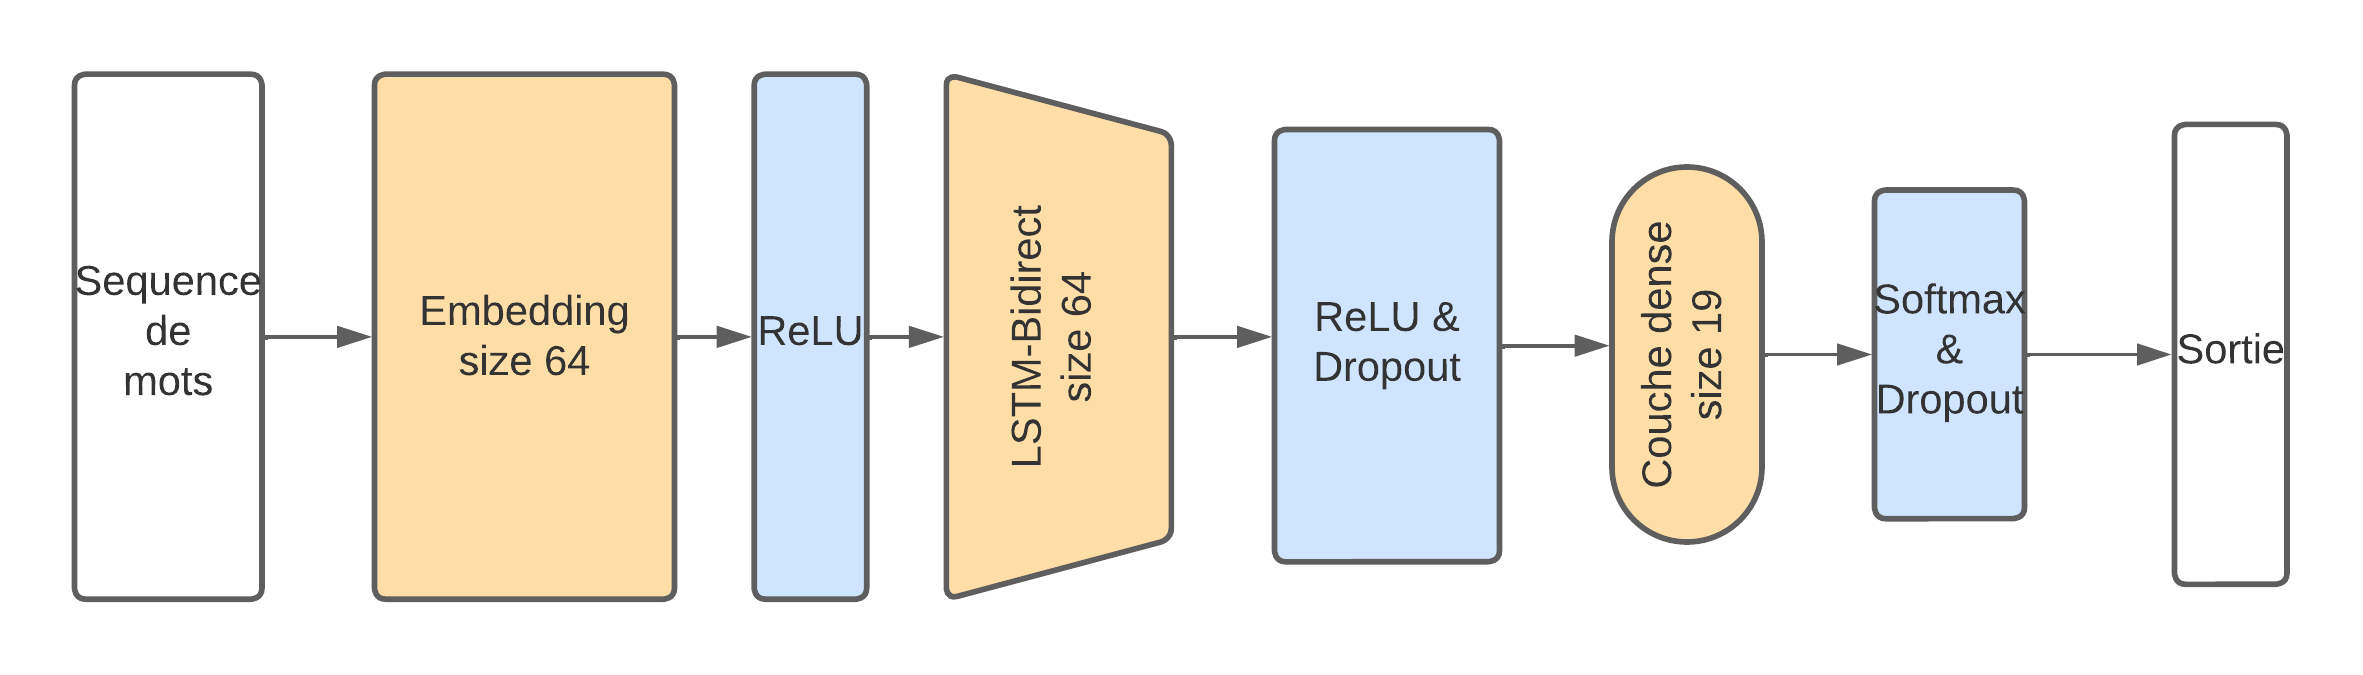 Sequence
de
mots
Embedding
size 64
ReLU
LSTM-Bidirect
size 64
ReLU &
Dropout
Couche dense
size 19
Softmax
&
Dropout
Sortie